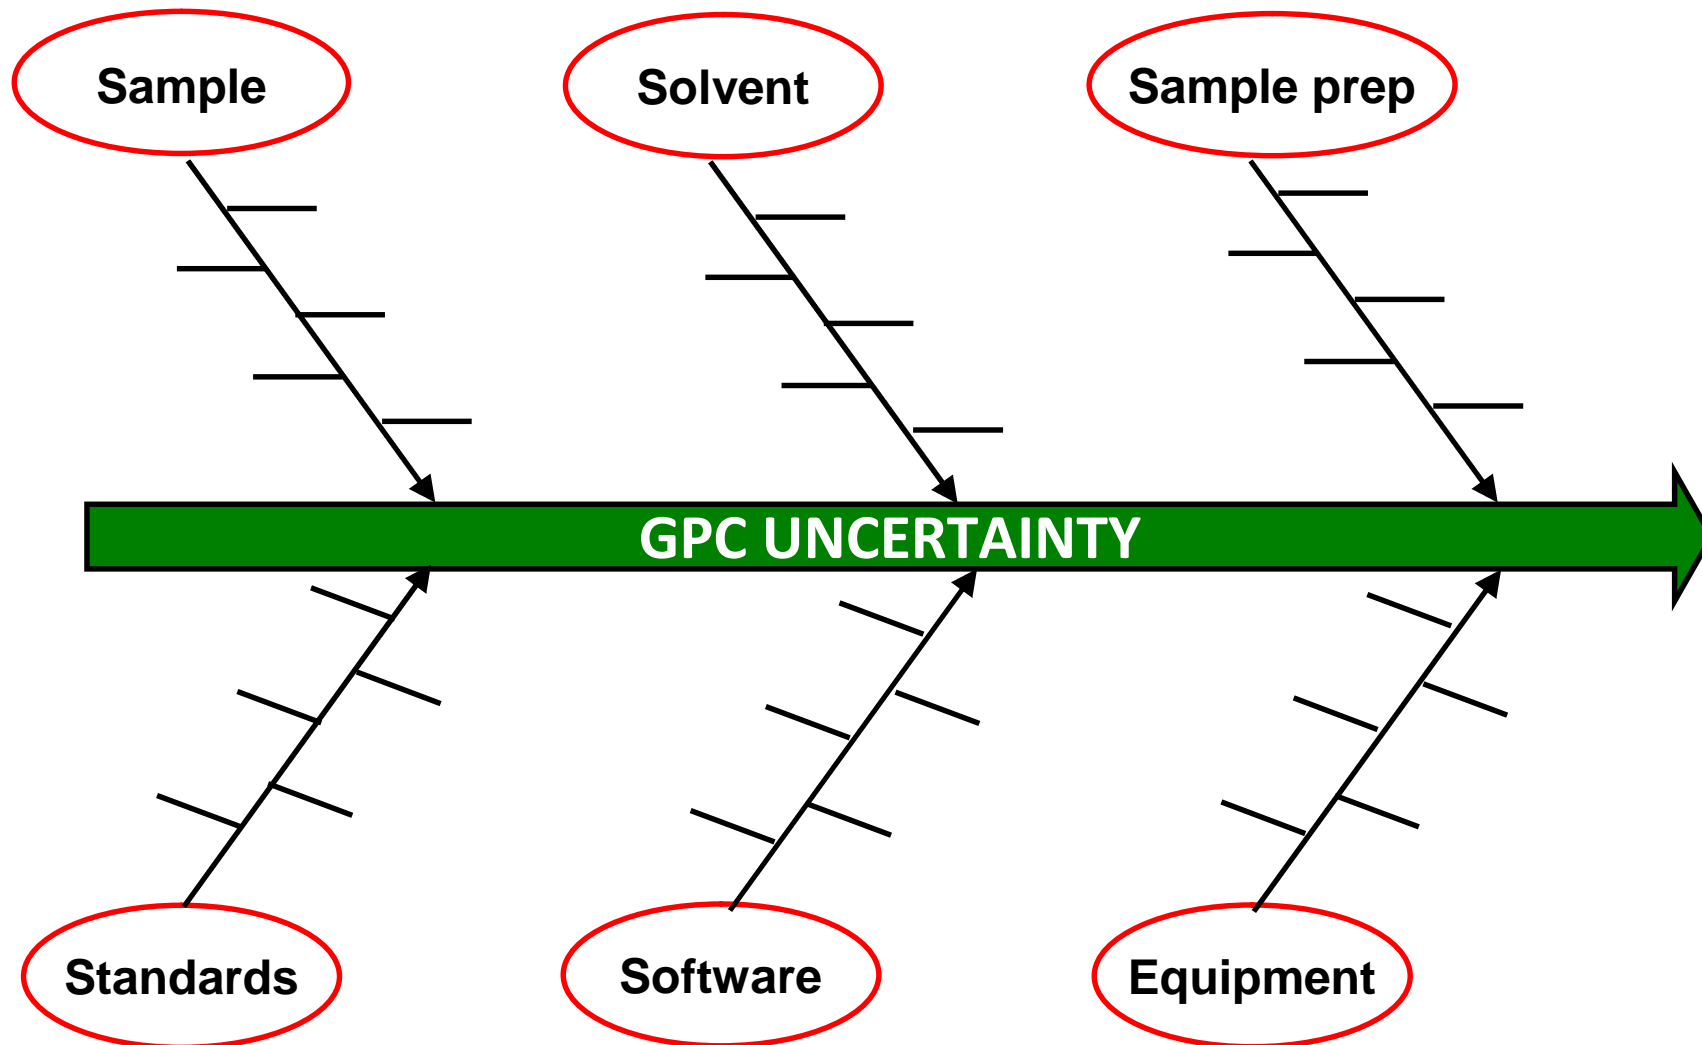 Sample
Solvent
Sample prep
GPC UNCERTAINTY
Standards
Software
Equipment